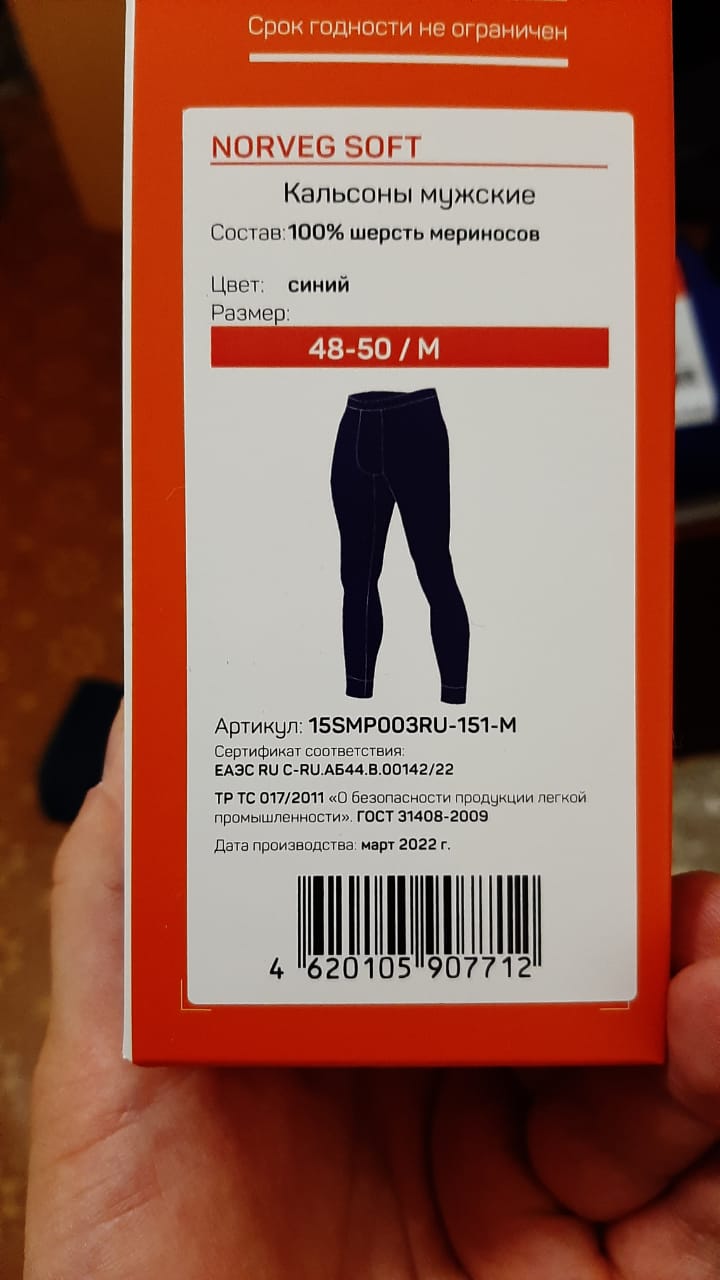 Срок годности не ограничен
NORVEG SOFT
Кальсоны мужские
Состав: 100% шерсть мериносов
Цвет: синий
Размер:
48-50 / M
Артикул: 15SMP003RU-151-M
Сертификат соответствия:
ЕАЭС RU C-RU.АБ44.В.00142/22
ТР ТС 017/2011 «О безопасности продукции легкой
промышленности». ГОСТ 31408-2009
Дата производства: март 2022 г.
4 620105 907712